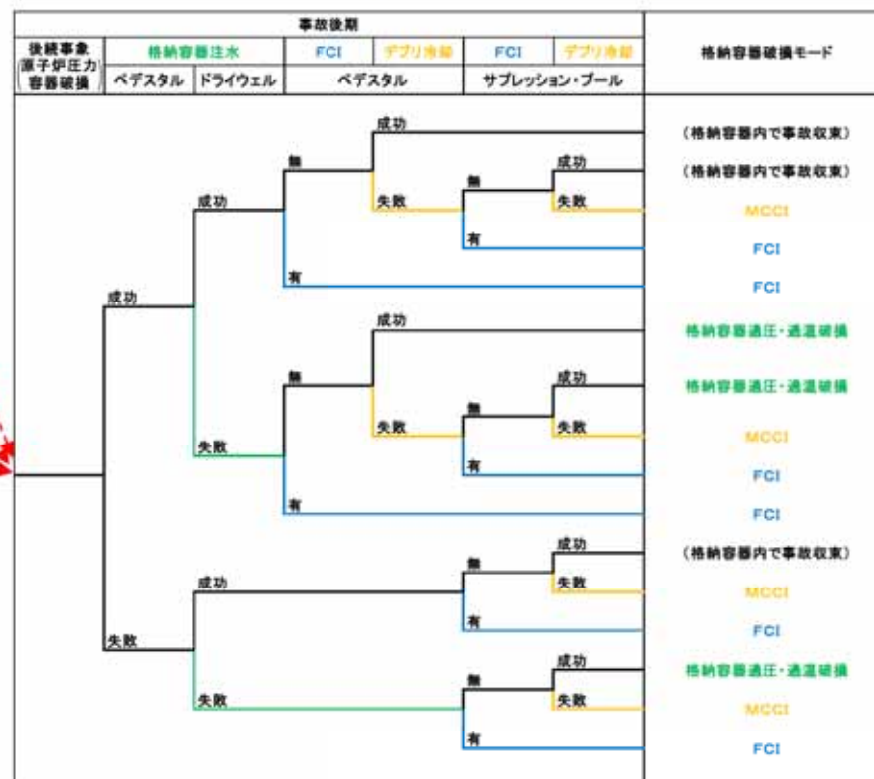 事故後期
後続事象
(原子炉圧力)
容器破損
格納容器注水
FCI
デブリ冷却
FCI
デブリ冷却
格納容器破損モード
ペデスタル
ドライウェル
ペデスタル
サプレッション・プール
成功
(格納容器内で事故収束)
無
成功
(格納容器内で事故収束)
無
成功
失敗
失敗
MCCI
有
FCI
有
FCI
成功
成功
格納容器過圧・過温破損
無
成功
格納容器過圧・過温破損
無
失敗
失敗
MCCI
失敗
有
FCI
有
FCI
成功
(格納容器内で事故収束)
無
成功
失敗
MCCI
有
FCI
失敗
成功
格納容器過圧・過温破損
無
失敗
失敗
MCCI
有
FCI